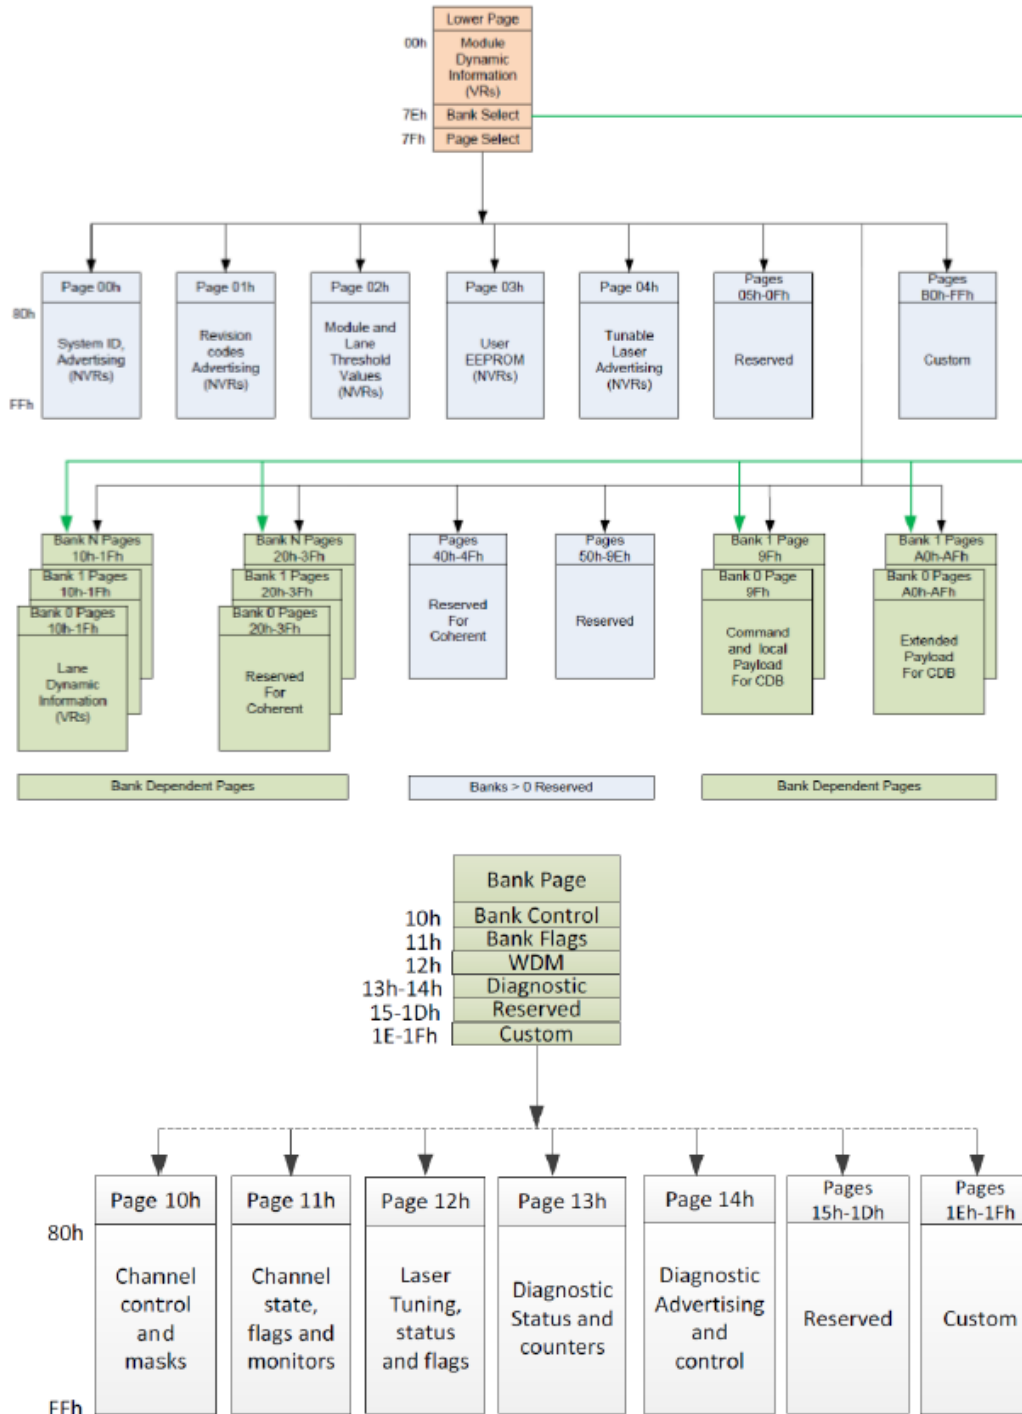 Lower Page
00h
Module
Dynamic
Information
(VRs)
7Eh
Bank Select
7Fh
Page Select
Page 00h
Page 01h
Page 02h
Page 03h
Page 04h
Pages
05h-0Fh
Pages
B0h-FFh
80h
System ID,
Advertising
(NVRs)
Revision
codes
Advertising
(NVRs)
Module and
Lane
Threshold
Values
(NVRs)
User
EEPROM
(NVRs)
Tunable
Laser
Advertising
(NVRs)
Reserved
Custom
FFh
Bank N Pages
10h-1Fh
Bank 1 Pages
10h-1Fh
Bank 0 Pages
10h-1Fh
Lane
Dynamic
Information
(VRs)
Bank N Pages
20h-3Fh
Bank 1 Pages
20h-3Fh
Bank 0 Pages
20h-3Fh
Reserved
For
Coherent
Pages
40h-4Fh
Reserved
For
Coherent
Pages
50h-9Eh
Reserved
Bank 1 Page
9Fh
Bank 0 Page
9Fh
Command
and local
Payload
For CDB
Bank 1 Pages
A0h-AFh
Bank 0 Pages
A0h-AFh
Extended
Payload
For CDB
Bank Dependent Pages
Banks > 0 Reserved
Bank Dependent Pages
Bank Page
10h
Bank Control
11h
Bank Flags
12h
WDM
13h-14h
Diagnostic
15-1Dh
Reserved
1E-1Fh
Custom
Page 10h
Page 11h
Page 12h
Page 13h
Page 14h
Pages
15h-1Dh
Pages
1Eh-1Fh
80h
Channel
control
and
masks
Channel
state,
flags and
monitors
Laser
Tuning,
status
and flags
Diagnostic
Status and
counters
Diagnostic
Advertising
and
control
Reserved
Custom
FFh